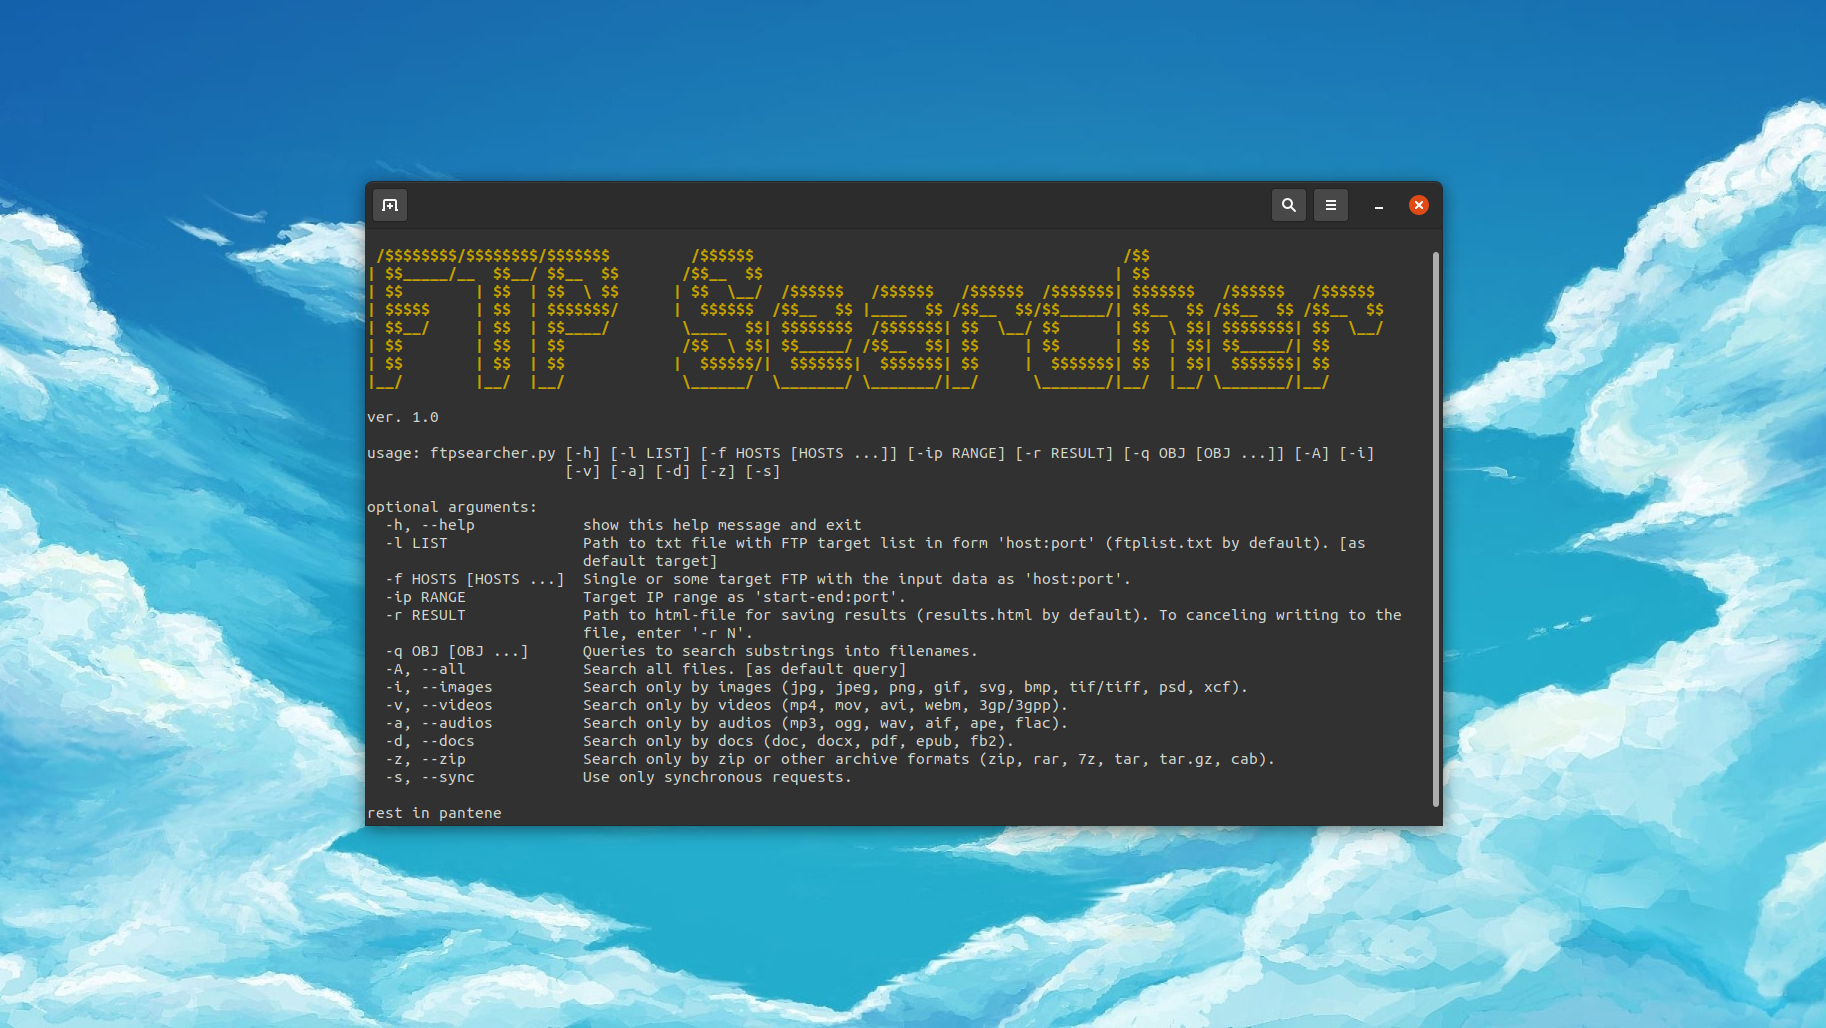 FTP Searcher
ver. 1.0
usage: ftpsearcher.py [-h] [-l LIST] [-f HOSTS [HOSTS ...]] [-ip RANGE] [-r RESULT] [-q OBJ [OBJ ...]] [-A] [-i]
[-v] [-a] [-d] [-z] [-s]
optional arguments:
-h, --help show this help message and exit
-l LIST Path to txt file with FTP target list in form 'host:port' (ftplist.txt by default). [as
default target]
-f HOSTS [HOSTS ...] Single or some target FTP with the input data as 'host:port'.
-ip RANGE Target IP range as 'start-end:port'.
-r RESULT Path to html-file for saving results (results.html by default). To canceling writing to the
file, enter '-r N'.
-q OBJ [OBJ ...] Queries to search substrings into filenames.
-A, --all Search all files. [as default query]
-i, --images Search only by images (jpg, jpeg, png, gif, svg, bmp, tif/tiff, psd, xcf).
-v, --videos Search only by videos (mp4, mov, avi, webm, 3gp/3gpp).
-a, --audios Search only by audios (mp3, ogg, wav, aif, ape, flac).
-d, --docs Search only by docs (doc, docx, pdf, epub, fb2).
-z, --zip Search only by zip or other archive formats (zip, rar, 7z, tar, tar.gz, cab).
-s, --sync Use only synchronous requests.
rest in pantene